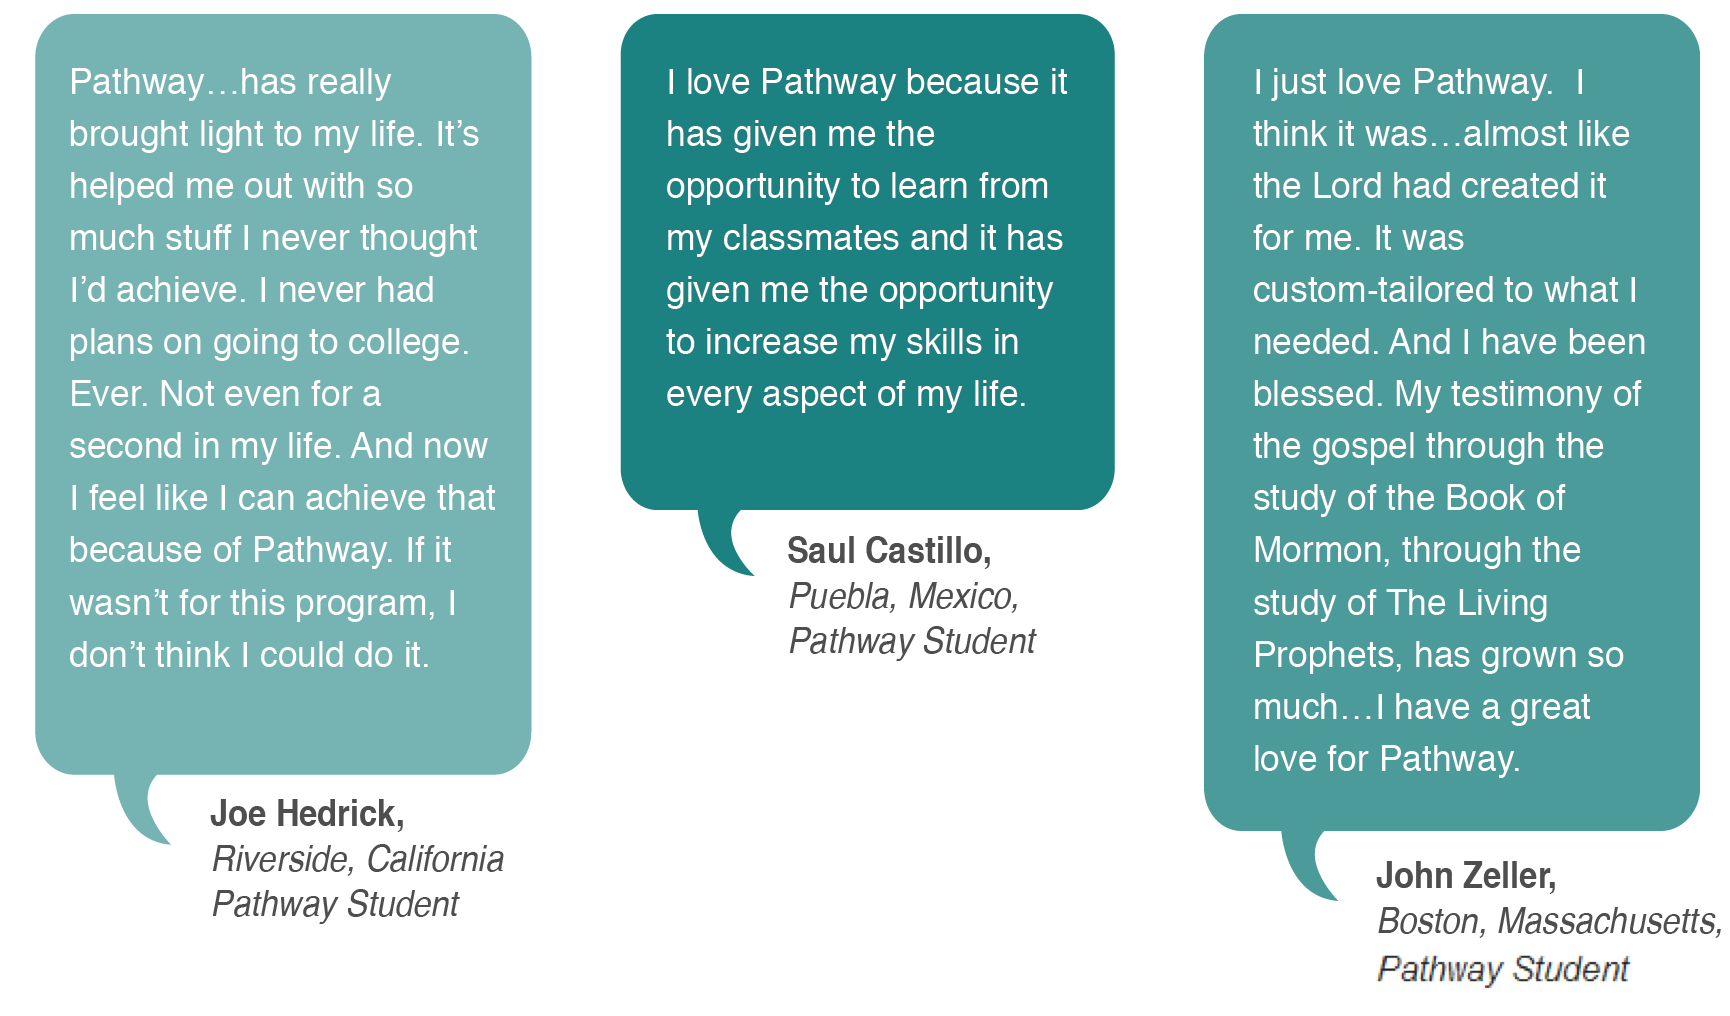 Pathway…has really
brought light to my life. It’s
helped me out with so
much stuff I never thought
I’d achieve. I never had
plans on going to college.
Ever. Not even for a
second in my life. And now
I feel like I can achieve that
because of Pathway. If it
wasn’t for this program, I
don’t think I could do it.
Joe Hedrick,
Riverside, California
Pathway Student
I love Pathway because it
has given me the
opportunity to learn from
my classmates and it has
given me the opportunity
to increase my skills in
every aspect of my life.
Saul Castillo,
Puebla, Mexico,
Pathway Student
I just love Pathway.  I
think it was…almost like
the Lord had created it
for me. It was
custom-tailored to what I
needed. And I have been
blessed. My testimony of
the gospel through the
study of the Book of
Mormon, through the
study of The Living
Prophets, has grown so
much…I have a great
love for Pathway.
John Zeller,
Boston, Massachusetts,
Pathway Student